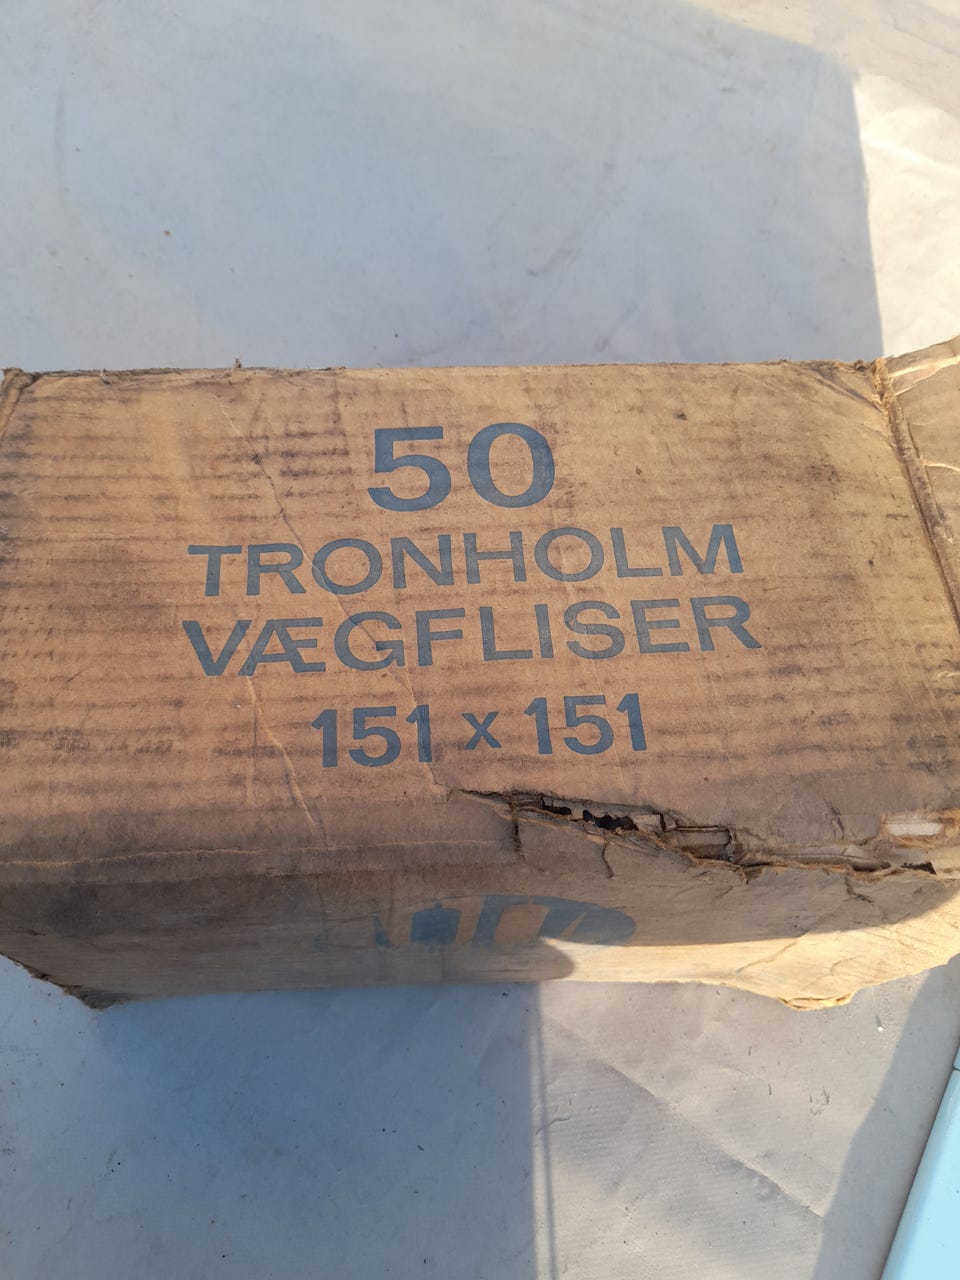 50
TRONHOLM
VÆGFLISER
151 x 151